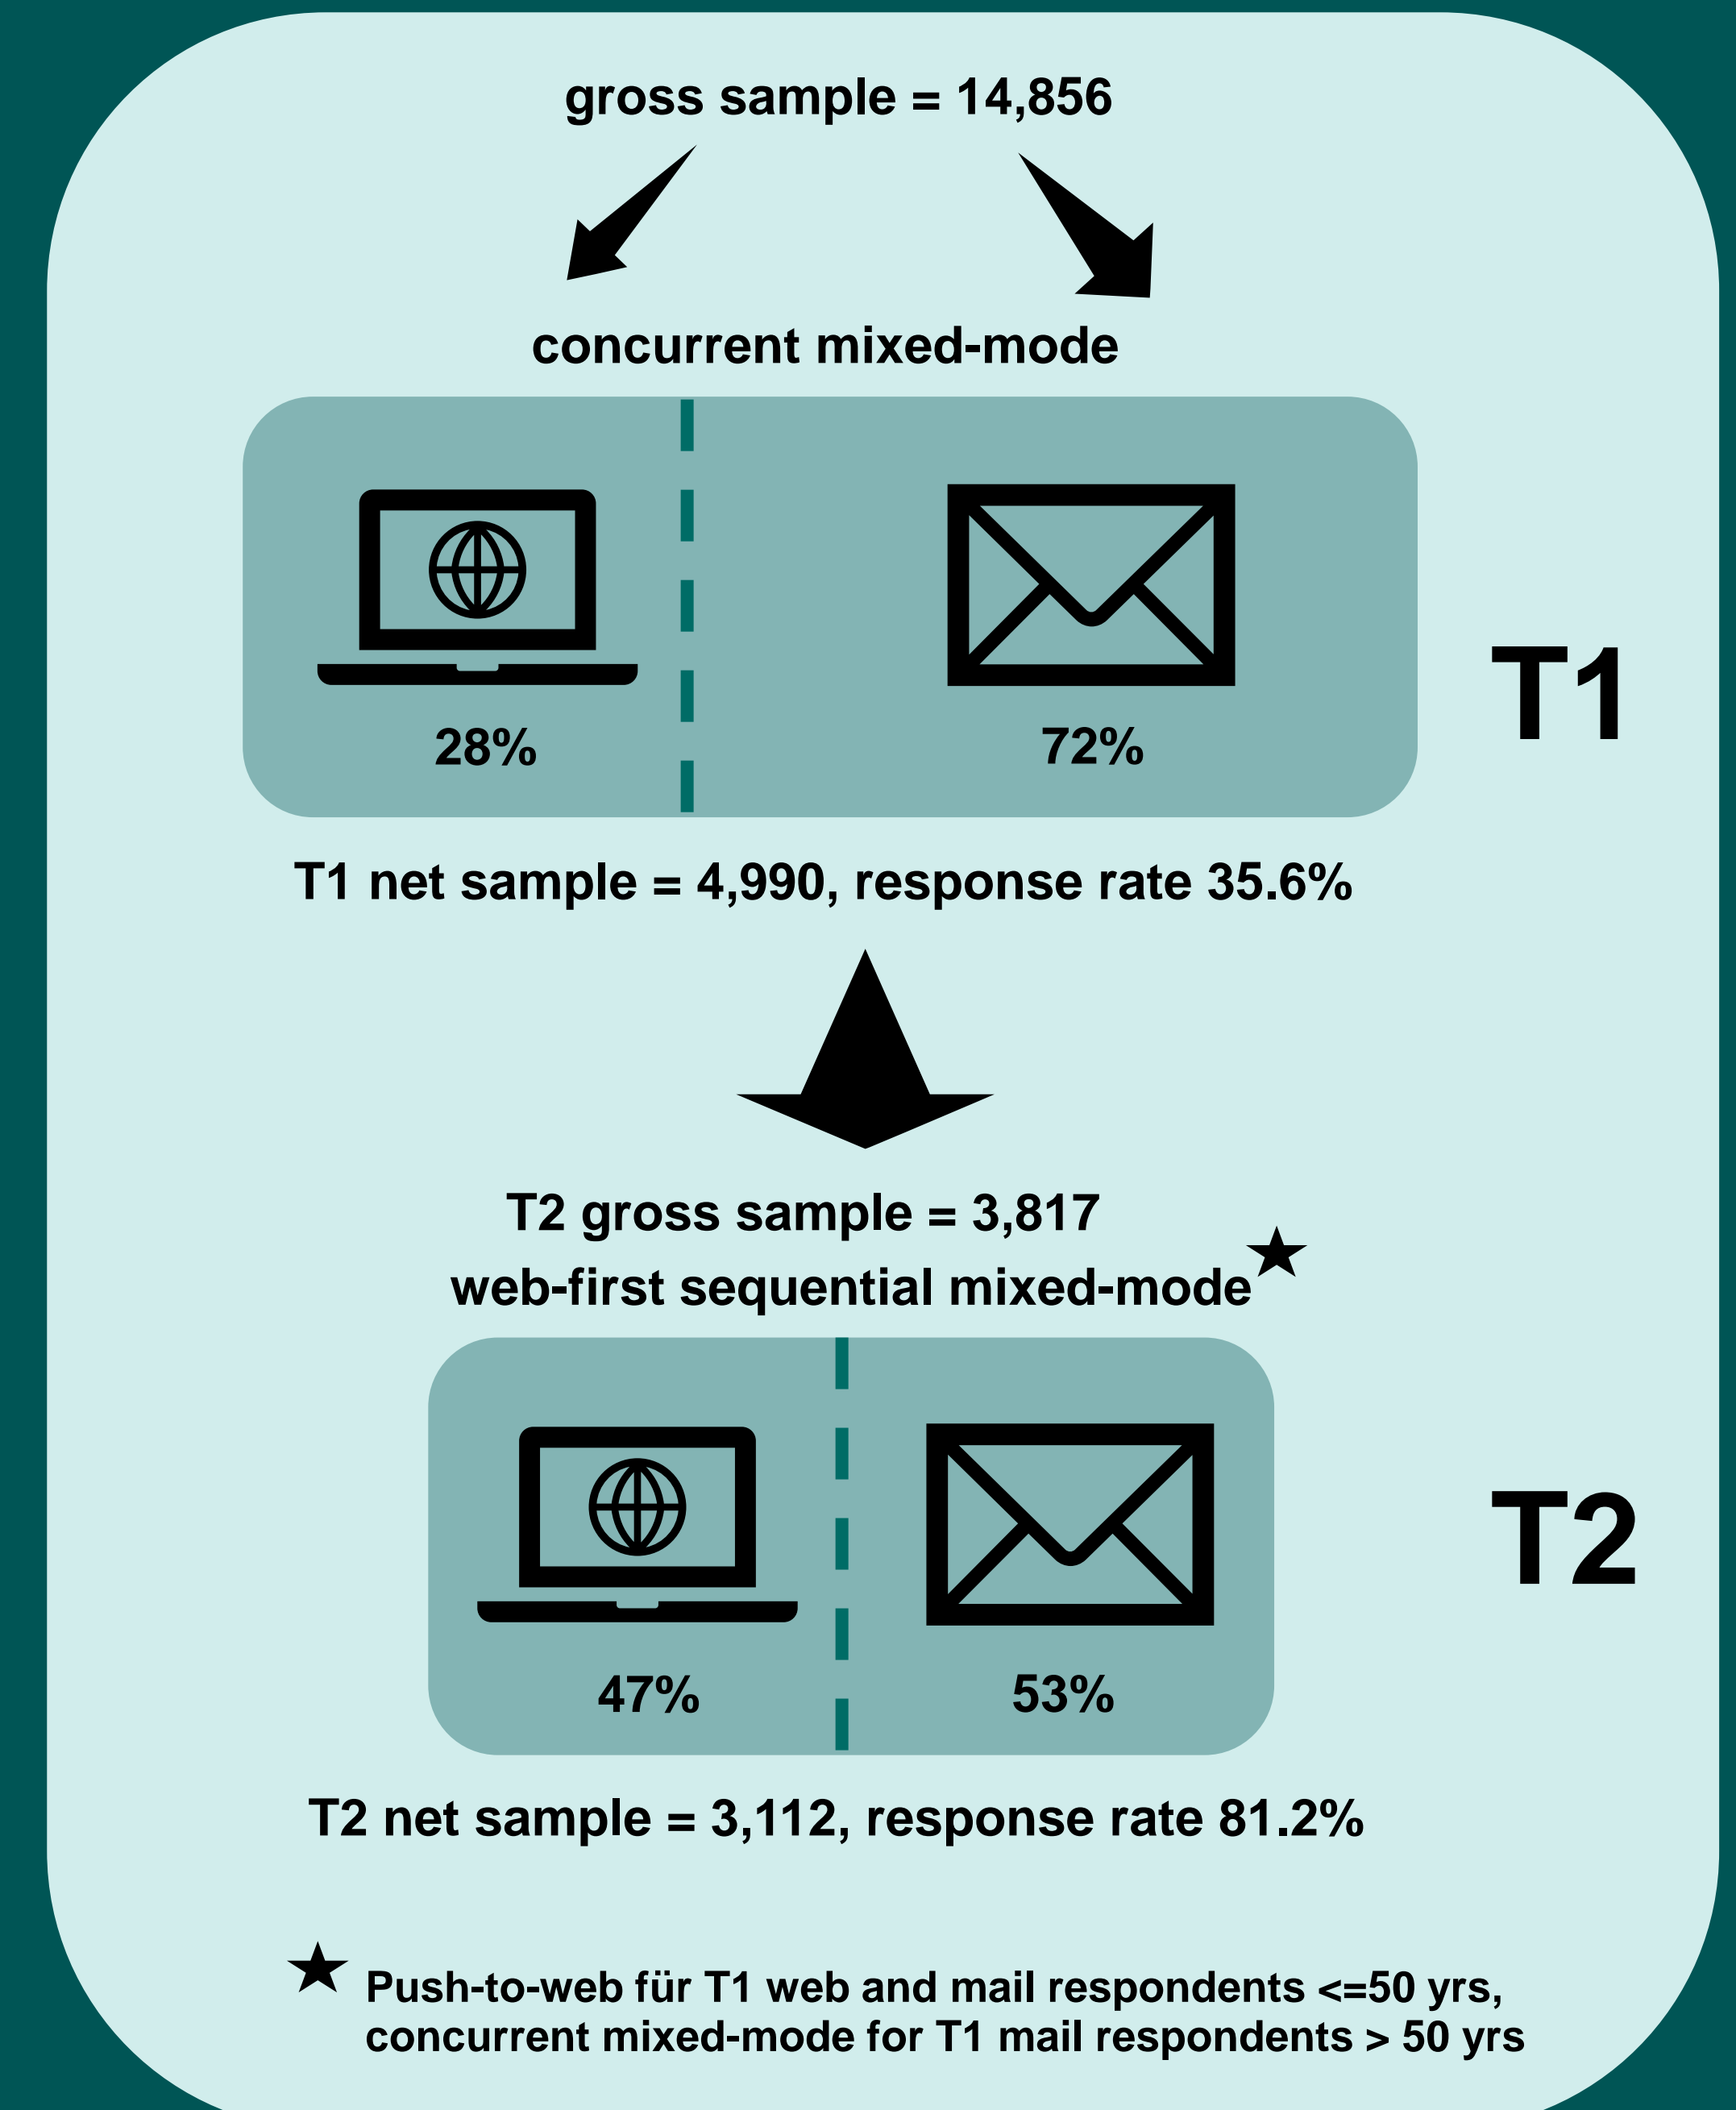 gross sample = 14,856
concurrent mixed-mode
28%
72%
T1
T1 net sample = 4,990, response rate 35.6%
T2 gross sample = 3,817
web-first sequential mixed-mode
47%
53%
T2
T2 net sample = 3,112, response rate 81.2%
Push-to-web für T1 web and mail respondents <=50 yrs,
concurrent mixed-mode for T1 mail respondents > 50 yrs